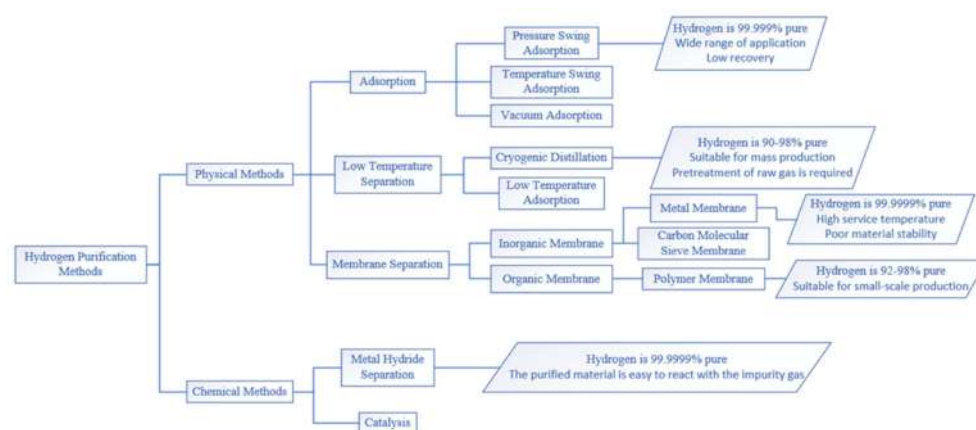 Hydrogen Purification
Methods
Physical Methods
Adsorption
Pressure Swing
Adsorption
Hydrogen is 99.999% pure
Wide range of application
Low recovery
Temperature Swing
Adsorption
Vacuum Adsorption
Low Temperature
Separation
Cryogenic Distillation
Hydrogen is 90-98% pure
Suitable for mass production
Pretreatment of raw gas is required
Low Temperature
Adsorption
Membrane Separation
Inorganic Membrane
Metal Membrane
Hydrogen is 99.9999% pure
High service temperature
Poor material stability
Carbon Molecular
Sieve Membrane
Organic Membrane
Polymer Membrane
Hydrogen is 92-98% pure
Suitable for small-scale production
Chemical Methods
Metal Hydride
Separation
Hydrogen is 99.9999% pure
The purified material is easy to react with the impurity gas
Catalysis